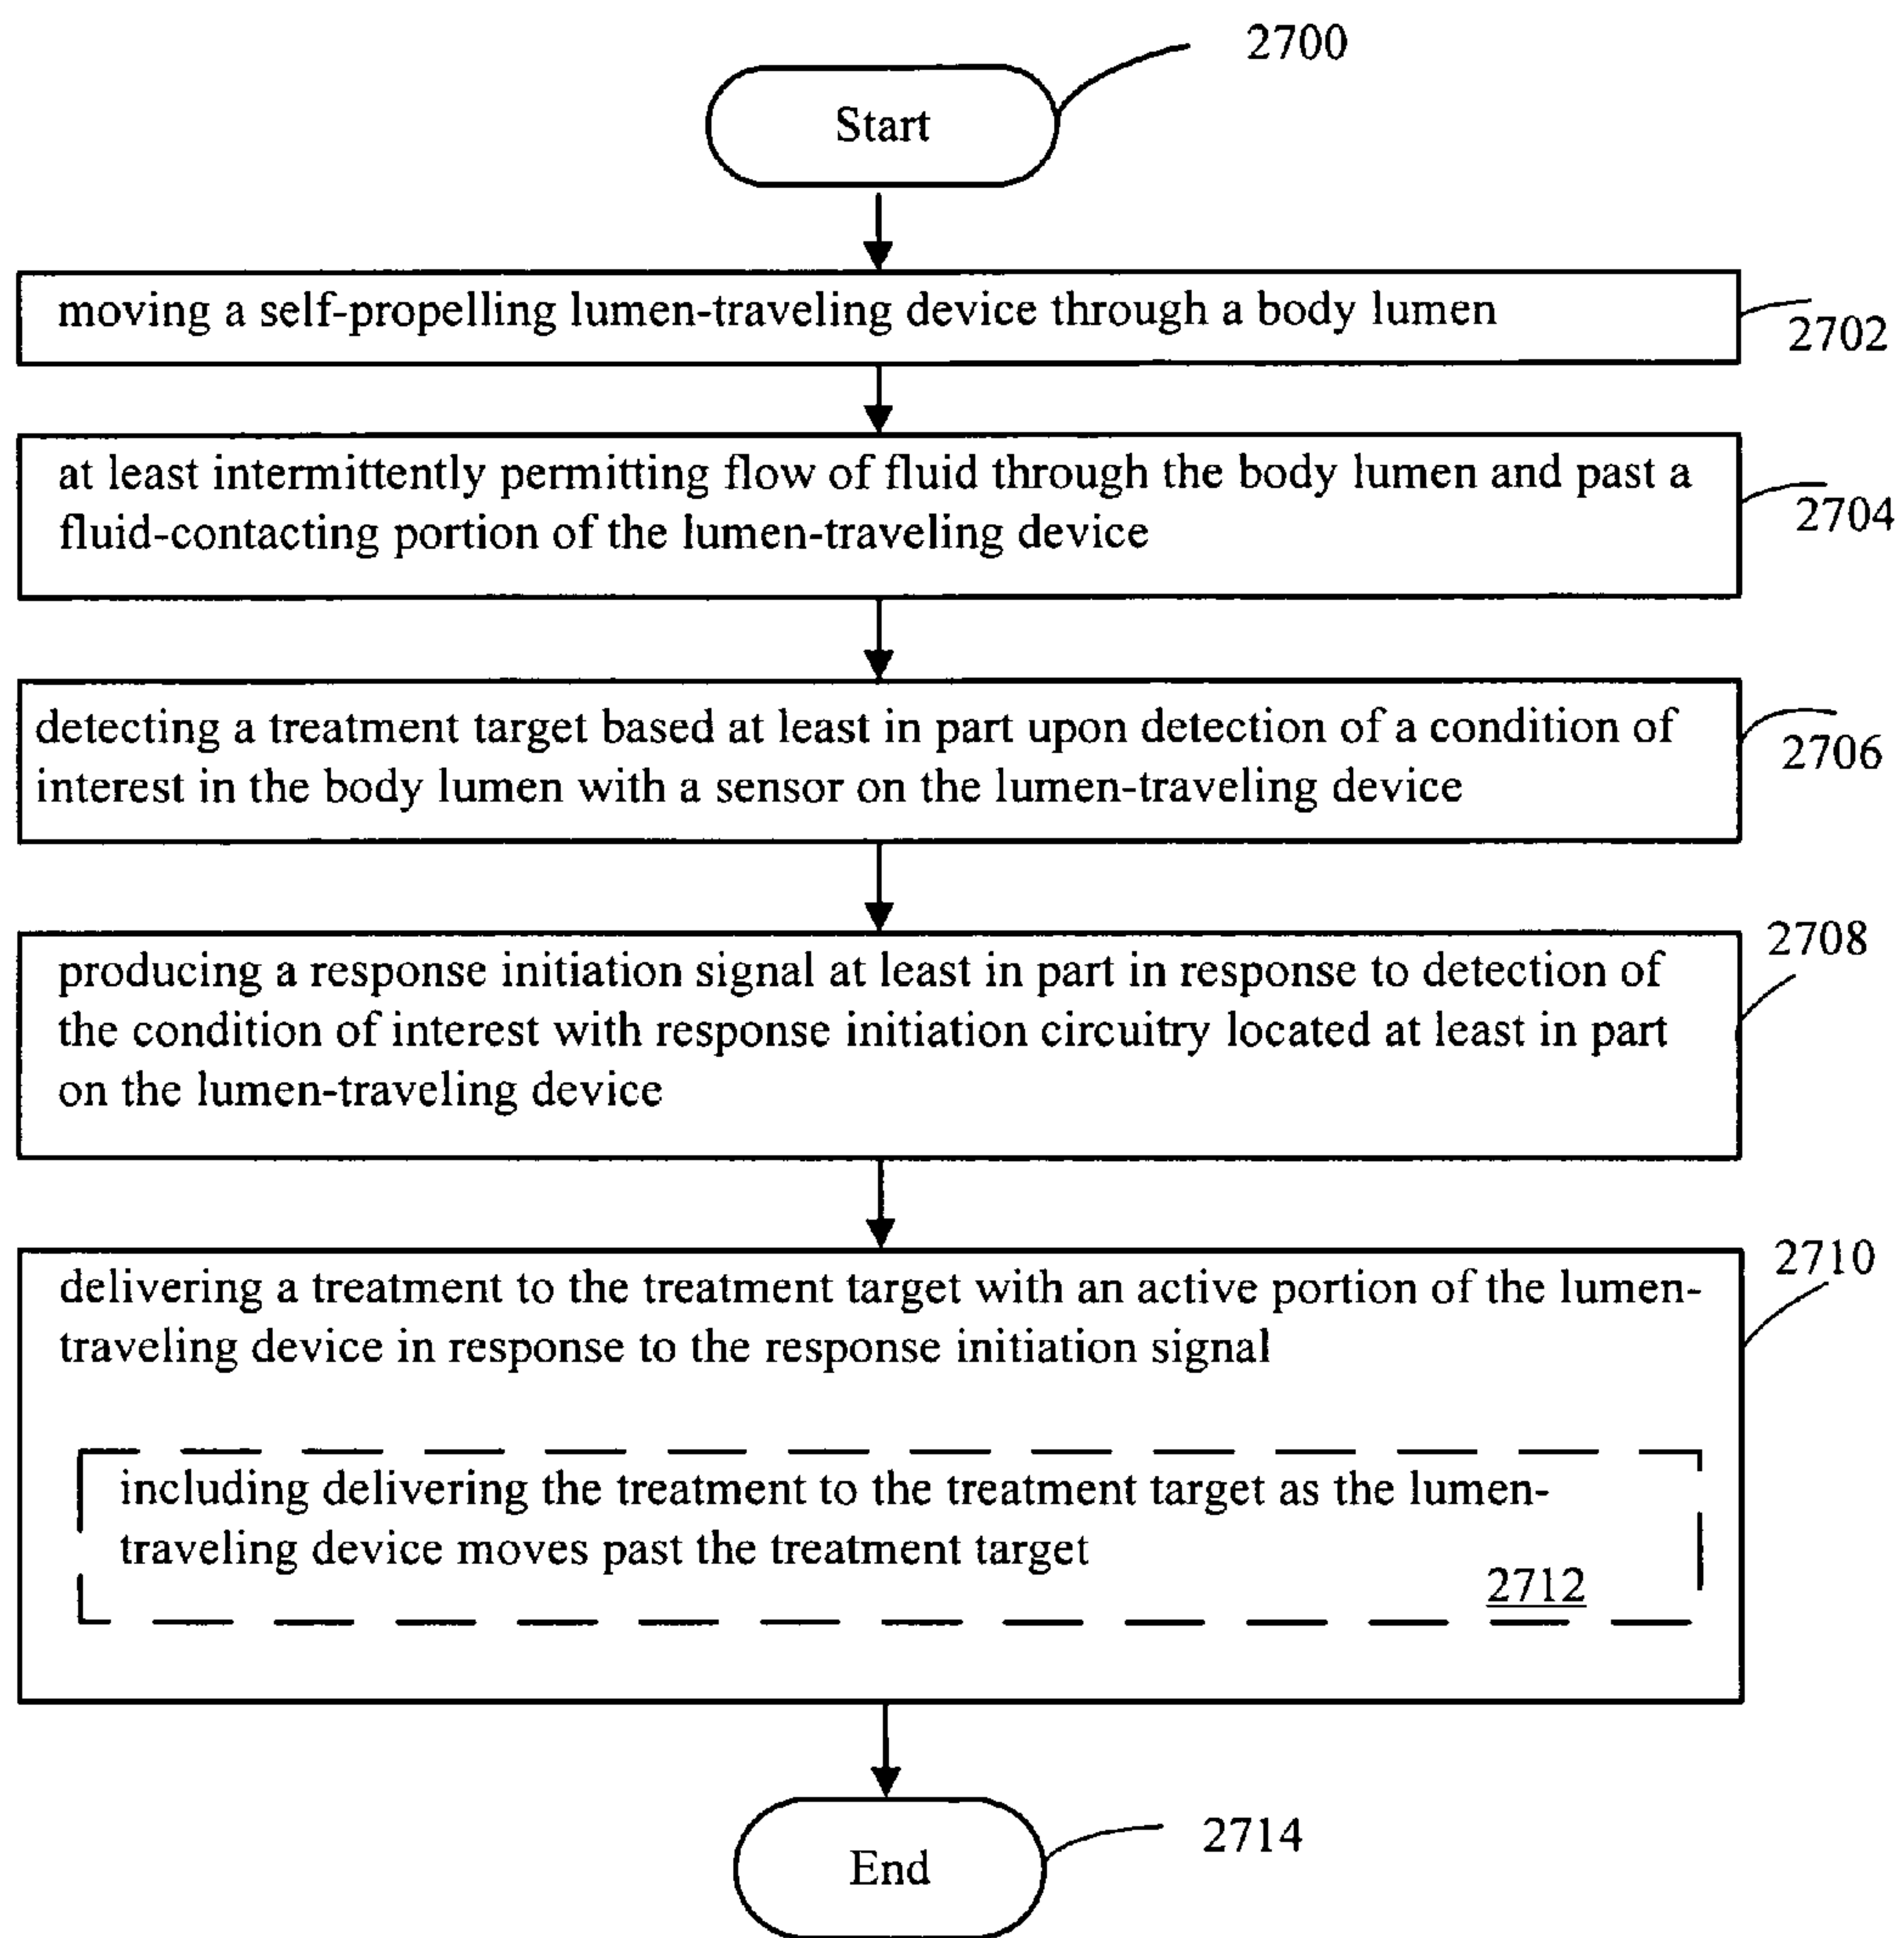 2700
Start
moving a self-propelling lumen-traveling device through a body lumen
2702
at least intermittently permitting flow of fluid through the body lumen and past a
fluid-contacting portion of the lumen-traveling device
2704
detecting a treatment target based at least in part upon detection of a condition of
interest in the body lumen with a sensor on the lumen-traveling device
2706
producing a response initiation signal at least in part in response to detection of
the condition of interest with response initiation circuitry located at least in part
on the lumen-traveling device
2708
delivering a treatment to the treatment target with an active portion of the lumen-
traveling device in response to the response initiation signal
2710
including delivering the treatment to the treatment target as the lumen-
traveling device moves past the treatment target
2712
End
2714